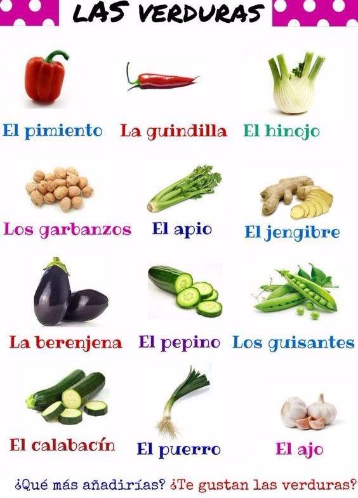 LAS VERDURAS
El pimiento La guindilla El hinojo
Los garbanzos El apio El jengibre
La berenjena El pepino Los guisantes
El calabacín El puerro El ajo
¿Qué más añadirías? ¿Te gustan las verduras?